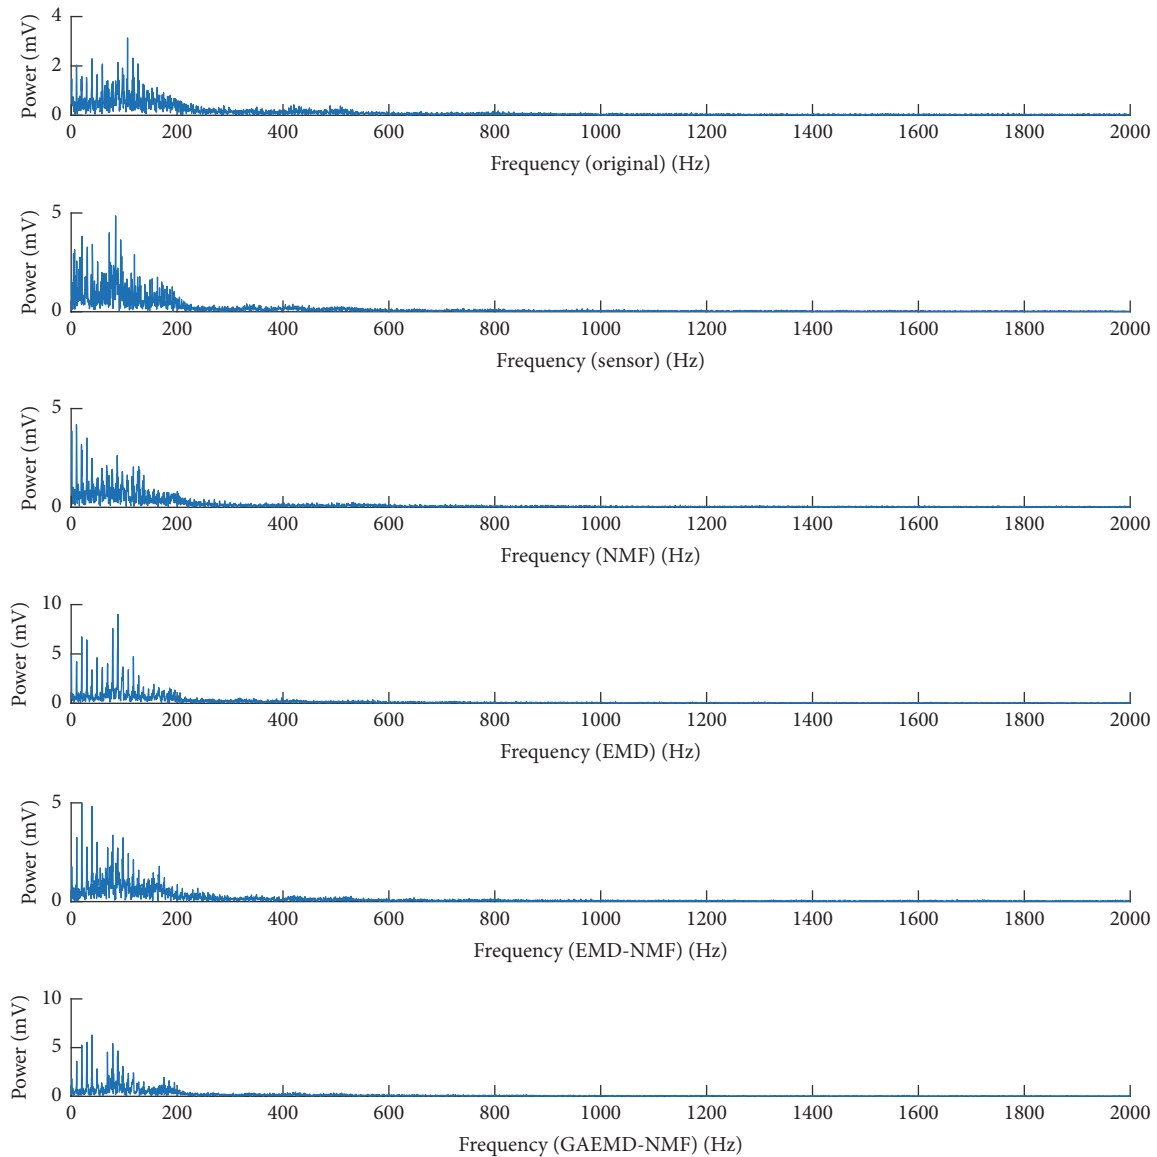 4
2
0
Power (mV)
0 200 400 600 800 1000 1200 1400 1600 1800 2000
Frequency (original) (Hz)
5
0
Power (mV)
0 200 400 600 800 1000 1200 1400 1600 1800 2000
Frequency (sensor) (Hz)
5
0
Power (mV)
0 200 400 600 800 1000 1200 1400 1600 1800 2000
Frequency (NMF) (Hz)
10
5
0
Power (mV)
0 200 400 600 800 1000 1200 1400 1600 1800 2000
Frequency (EMD) (Hz)
5
0
Power (mV)
0 200 400 600 800 1000 1200 1400 1600 1800 2000
Frequency (EMD-NMF) (Hz)
10
5
0
Power (mV)
0 200 400 600 800 1000 1200 1400 1600 1800 2000
Frequency (GAEMD-NMF) (Hz)